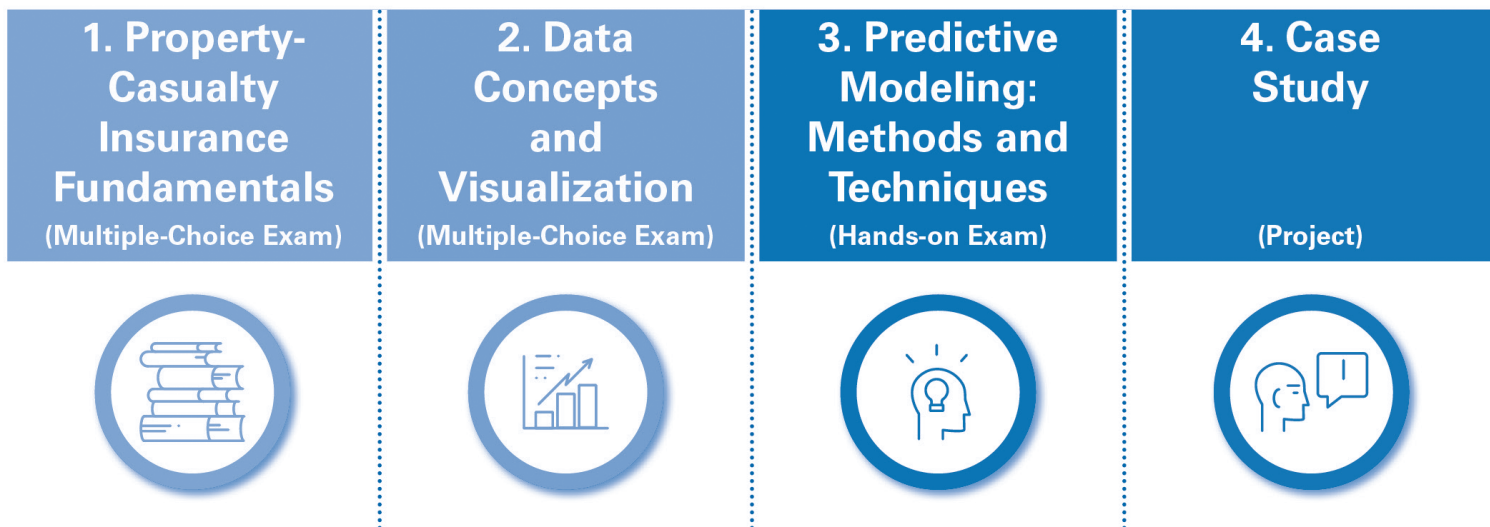 1. Property-
Casualty
Insurance
Fundamentals
(Multiple-Choice Exam)
2. Data
Concepts
and
Visualization
(Multiple-Choice Exam)
3. Predictive
Modeling:
Methods and
Techniques
(Hands-on Exam)
4. Case
Study
(Project)